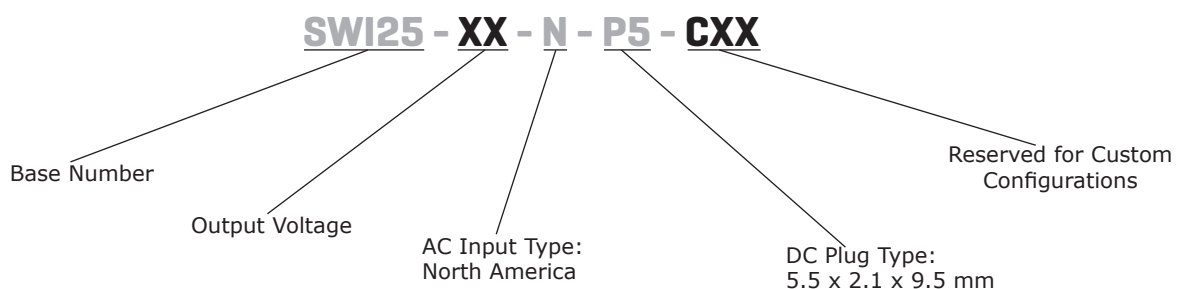 SWI25 - XX - N - P5 - CXX
Base Number
Output Voltage
AC Input Type:
North America
DC Plug Type:
5.5 x 2.1 x 9.5 mm
Reserved for Custom
Configurations